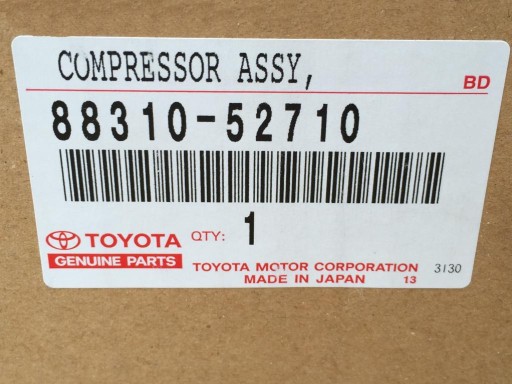 COMPRESSOR ASSY,
BD
88310-52710
TOYOTA QTY: 1
GENUINE PARTS
TOYOTA MOTOR CORPORATION 3130
MADE IN JAPAN 13